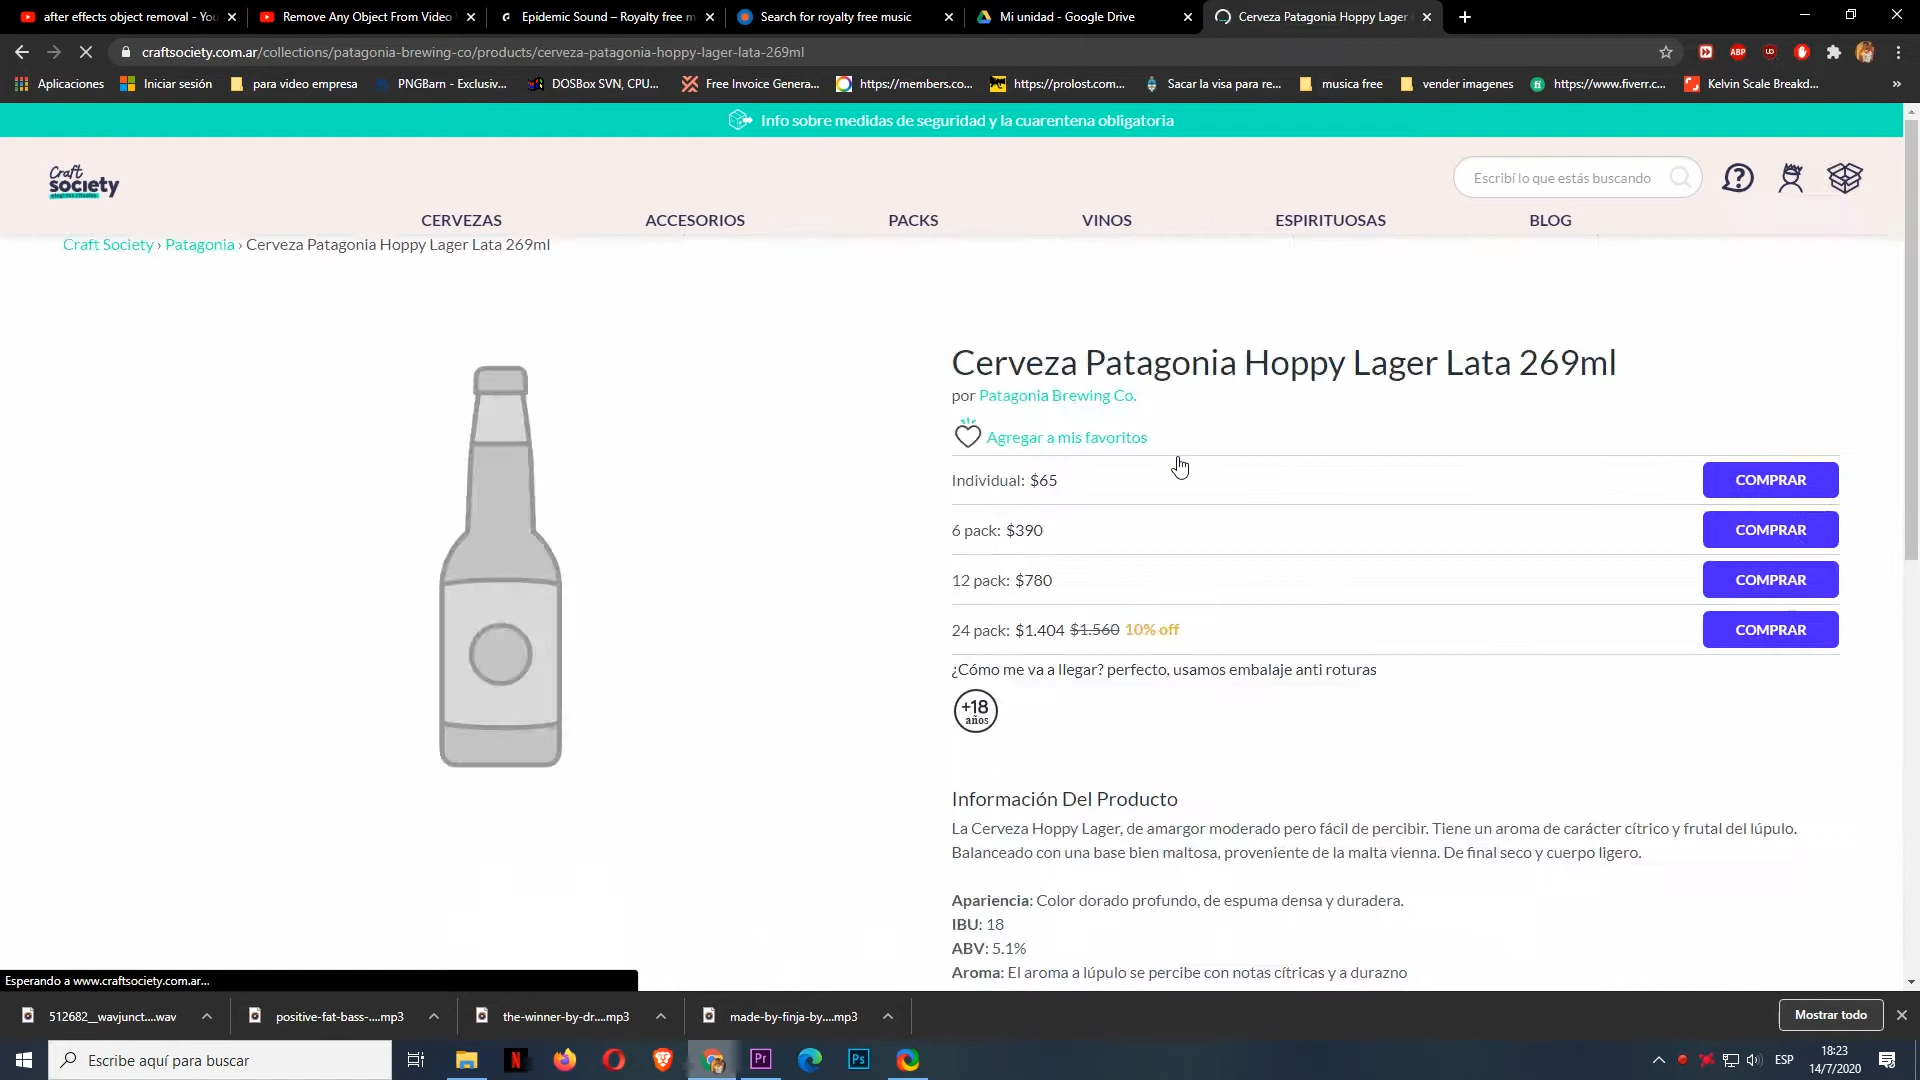 after effects object removal - You
Remove Any Object From Video
Epidemic Sound – Royalty free m
Search for royalty free music
Mi unidad - Google Drive
Cerveza Patagonia Hoppy Lager
craftsociety.com.ar/collections/patagonia-brewing-co/products/cerveza-patagonia-hoppy-lager-lata-269ml
ABP
Aplicaciones
Iniciar sesión
para video empresa
PNGBarn - Exclusiv...
DOSBox SVN, CPU...
Free Invoice Genera...
https://members.co...
https://prolost.com...
Sacar la visa para re...
musica free
vender imagenes
https://www.fiverr.c...
Kelvin Scale Breakd...
Info sobre medidas de seguridad y la cuarentena obligatoria
Craft society
Escribí lo que estás buscando
CERVEZAS
ACCESORIOS
PACKS
VINOS
ESPIRITUOSAS
BLOG
Craft Society › Patagonia › Cerveza Patagonia Hoppy Lager Lata 269ml
Cerveza Patagonia Hoppy Lager Lata 269ml
por Patagonia Brewing Co.
Agregar a mis favoritos
Individual: $65
COMPRAR
6 pack: $390
COMPRAR
12 pack: $780
COMPRAR
24 pack: $1.404 $1.560 10% off
COMPRAR
¿Cómo me va a llegar? perfecto, usamos embalaje anti roturas
+18
años
Información Del Producto
La Cerveza Hoppy Lager, de amargor moderado pero fácil de percibir. Tiene un aroma de carácter cítrico y frutal del lúpulo.
Balanceado con una base bien maltosa, proveniente de la malta vienna. De final seco y cuerpo ligero.
Apariencia: Color dorado profundo, de espuma densa y duradera.
IBU: 18
ABV: 5.1%
Aroma: El aroma a lúpulo se percibe con notas cítricas y a durazno
Esperando a www.craftsociety.com.ar...
512682__wavjunct....wav
positive-fat-bass-....mp3
the-winner-by-dr....mp3
made-by-finja-by....mp3
Mostrar todo
Escribe aquí para buscar
N
Pr
Ps
ESP
18:23
14/7/2020